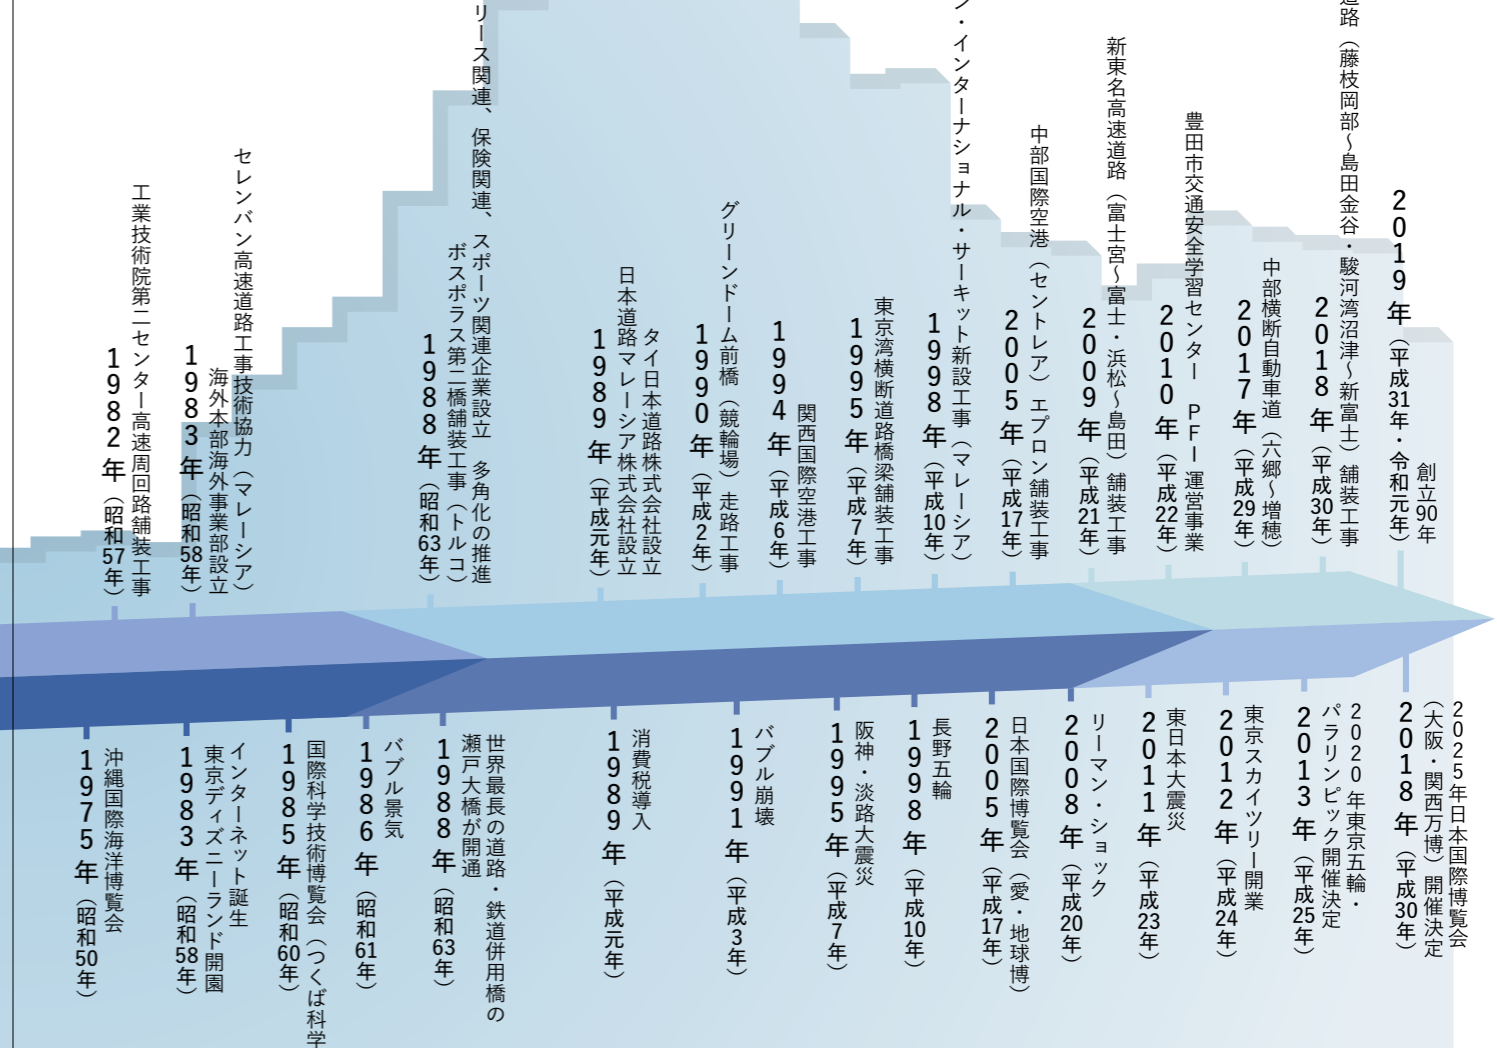 1982年（昭和57年）
工業技術院第二センター高速周回路舗装工事
1983年（昭和58年）
海外本部海外事業部設立
セレンバン高速道路工事技術協力（マレーシア）
1988年（昭和63年）
ボスポラス第二橋舗装工事（トルコ）
リース関連、保険関連、スポーツ関連企業設立　多角化の推進
1989年（平成元年）
日本道路マレーシア株式会社設立
タイ日本道路株式会社設立
1990年（平成2年）
グリーンドーム前橋（競輪場）走路工事
1994年（平成6年）
関西国際空港工事
1995年（平成7年）
東京湾横断道路橋梁舗装工事
1998年（平成10年）
ン・インターナショナル・サーキット新設工事（マレーシア）
2005年（平成17年）
中部国際空港（セントレア）エプロン舗装工事
2009年（平成21年）
新東名高速道路（富士宮〜富士・浜松〜島田）舗装工事
2010年（平成22年）
豊田市交通安全学習センター　PFI運営事業
2017年（平成29年）
中部横断自動車道（六郷〜増穂）
2018年（平成30年）
道路（藤枝岡部〜島田金谷・駿河湾沼津〜新富士）舗装工事
2019年（平成31年・令和元年）
創立90年
1975年（昭和50年）
沖縄国際海洋博覧会
1983年（昭和58年）
東京ディズニーランド開園
インターネット誕生
1985年（昭和60年）
国際科学技術博覧会（つくば科学
1986年（昭和61年）
バブル景気
1988年（昭和63年）
世界最長の道路・鉄道併用橋の
瀬戸大橋が開通
1989年（平成元年）
消費税導入
1991年（平成3年）
バブル崩壊
1995年（平成7年）
阪神・淡路大震災
1998年（平成10年）
長野五輪
2005年（平成17年）
日本国際博覧会（愛・地球博）
2008年（平成20年）
リーマン・ショック
2011年（平成23年）
東日本大震災
2012年（平成24年）
東京スカイツリー開業
2013年（平成25年）
2020年東京五輪・
パラリンピック開催決定
2018年（平成30年）
2025年日本国際博覧会
（大阪・関西万博）開催決定